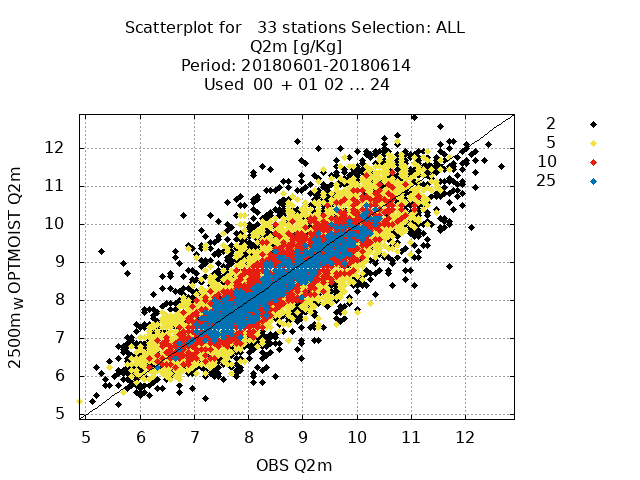 Scatterplot for 33 stations Selection: ALL
Q2m [g/Kg]
Period: 20180601-20180614
Used 00 + 01 02 ... 24
2
5
10
25
2500m_W OPTMOIST Q2m
12
11
10
9
8
7
6
5
5 6 7 8 9 10 11 12
OBS Q2m